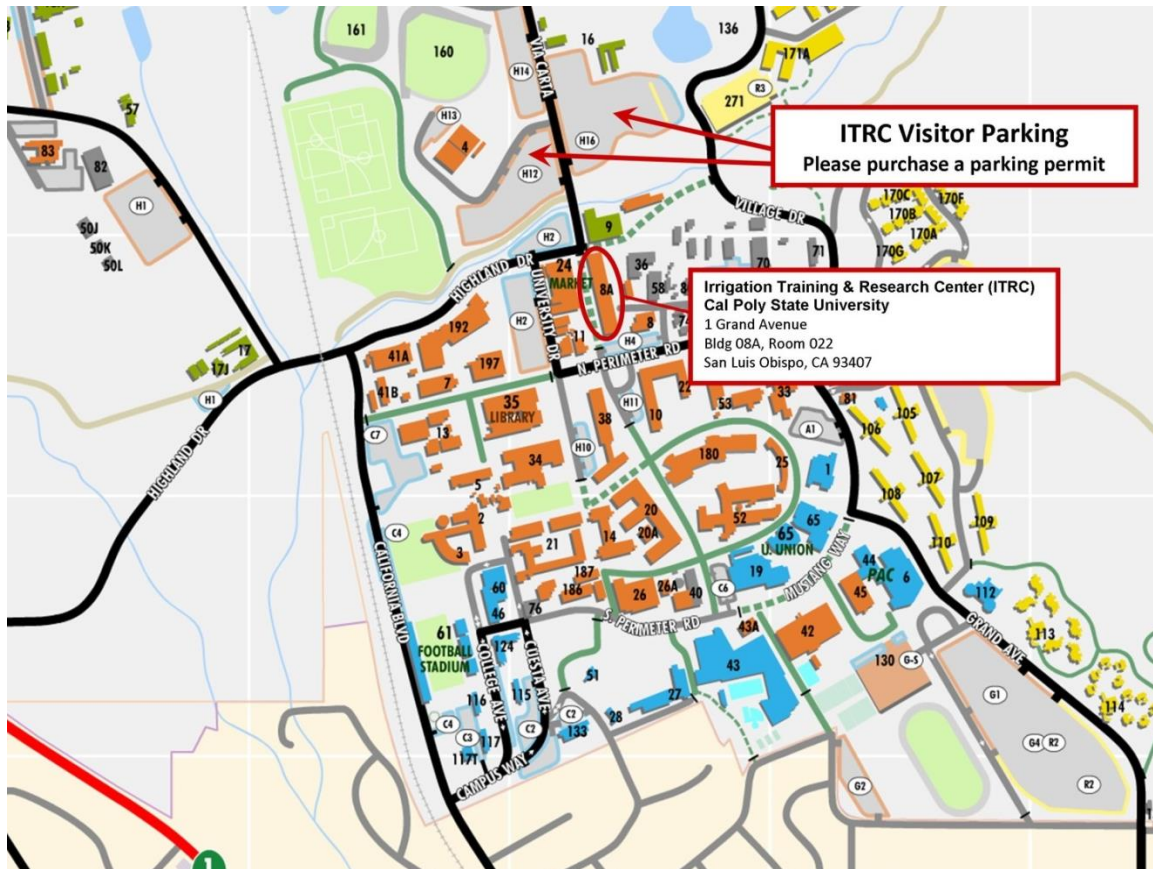 161
160
16
136
171A
H14
VIA CARTA
57
H13
R3
271
4
83
82
H16
H12
ITRC Visitor Parking
Please purchase a parking permit
H1
50J
50K
50L
170C
170F
170B
170A
170G
VILLAGE DR
9
H2
71
70
36
58
24
MARKET
8A
HIGHLAND DR
UNIVERSITY DR
H2
Irrigation Training & Research Center (ITRC)
Cal Poly State University
1 Grand Avenue
Bldg 08A, Room 022
San Luis Obispo, CA 93407
192
11
8
H4
N. PERIMETER RD
17
17J
H1
41A
41B
7
197
35
LIBRARY
H11
10
22
53
33
81
105
106
38
A1
C7
13
34
H10
180
25
1
107
108
HIGHLAND DR
5
2
3
C4
21
14
20
20A
52
65
65
U. UNION
109
110
CALIFORNIA BLVD
187
186
60
46
76
26
26A
40
C6
19
MUSTANG WAY
44
PAC
6
45
112
S. PERIMETER RD
43A
42
61
FOOTBALL
STADIUM
124
COLLEGE AVE
CUESTA AVE
43
130
G-S
GRAND AVE
113
51
27
28
116
115
C2
C2
133
C4
C3
117
117T
CAMPUS WAY
G1
G4
R2
R2
114
G2
1